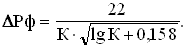 ΔPф = 22 / (К · √(lg К + 0,158)).